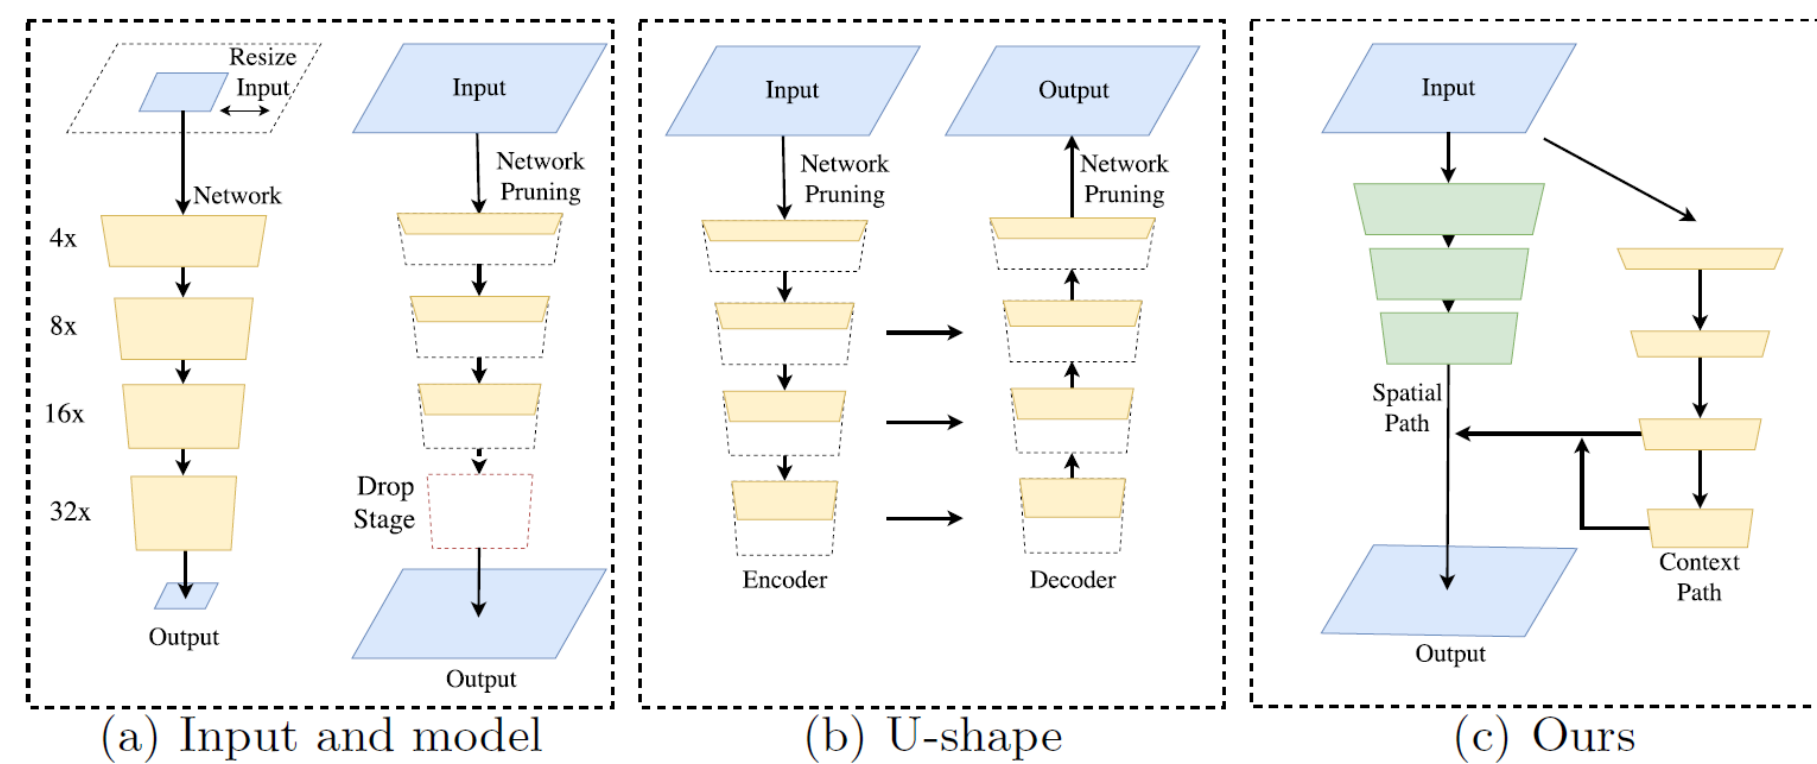 Resize
Input
Network
4x
8x
16x
32x
Output
Input
Network
Pruning
Drop
Stage
Output
(a) Input and model
Input
Network
Pruning
Encoder
Output
Network
Pruning
Decoder
(b) U-shape
Input
Spatial
Path
Context
Path
Output
(c) Ours